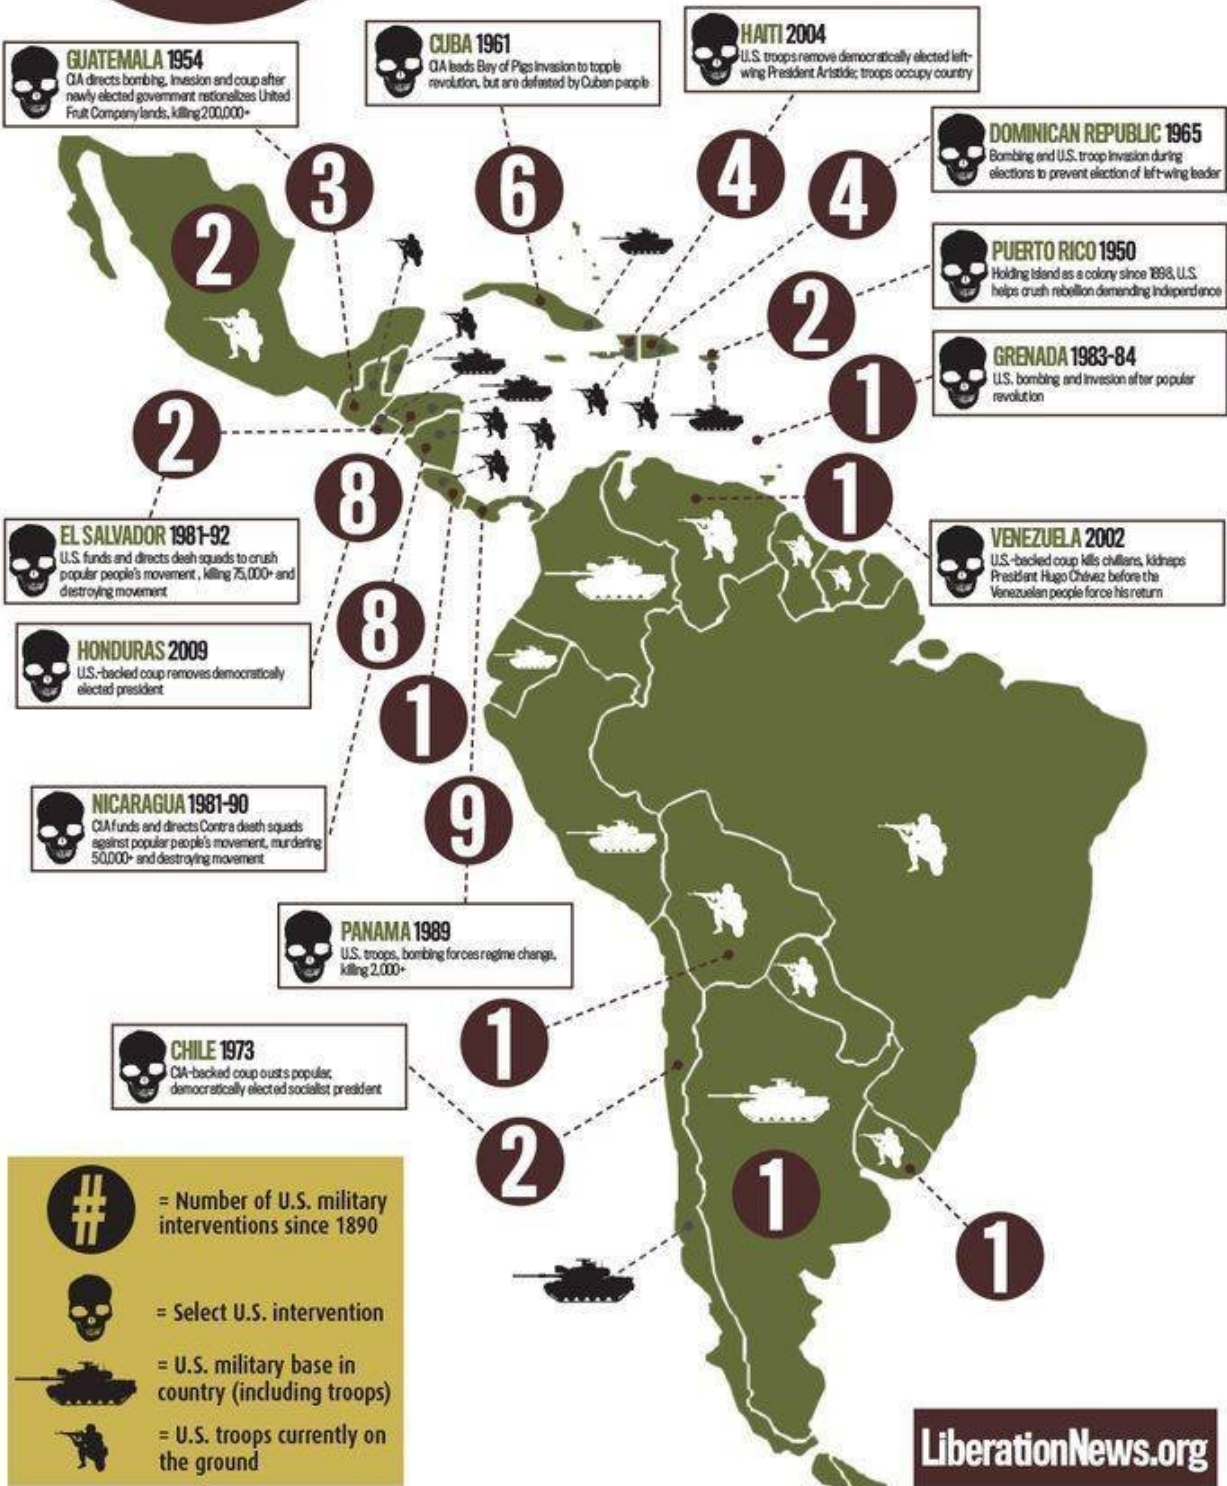 GUATEMALA 1954
CIA directs bombing, invasion and coup after
newly elected government nationalizes United
Fruit Company lands, killing 200,000+
CUBA 1961
CIA leads Bay of Pigs invasion to topple
revolution, but are defeated by Cuban people
HAITI 2004
U.S. troops remove democratically elected left-
wing President Aristide; troops occupy country
DOMINICAN REPUBLIC 1965
Bombing and U.S. troop invasion during
elections to prevent election of left-wing leader
3
6
4
4
2
PUERTO RICO 1950
Holding island as a colony since 1898, U.S.
helps crush rebellion demanding independence
2
GRENADA 1983-84
U.S. bombing and invasion after popular
revolution
1
2
8
1
EL SALVADOR 1981-92
U.S. funds and directs deah squads to crush
popular people's movement, killing 75,000+ and
destroying movement
VENEZUELA 2002
U.S.-backed coup kills civilians, kidnaps
President Hugo Chávez before the
Venezuelan people force his return
HONDURAS 2009
U.S.-backed coup removes democratically
elected president
8
1
NICARAGUA 1981-90
CIA funds and directs Contra death squads
against popular people's movement, murdering
50,000+ and destroying movement
9
PANAMA 1989
U.S. troops, bombing forces regime change,
killing 2,000+
1
CHILE 1973
CIA-backed coup ousts popular,
democratically elected socialist president
2
1
1
#
= Number of U.S. military
interventions since 1890
= Select U.S. intervention
= U.S. military base in
country (including troops)
= U.S. troops currently on
the ground
LiberationNews.org